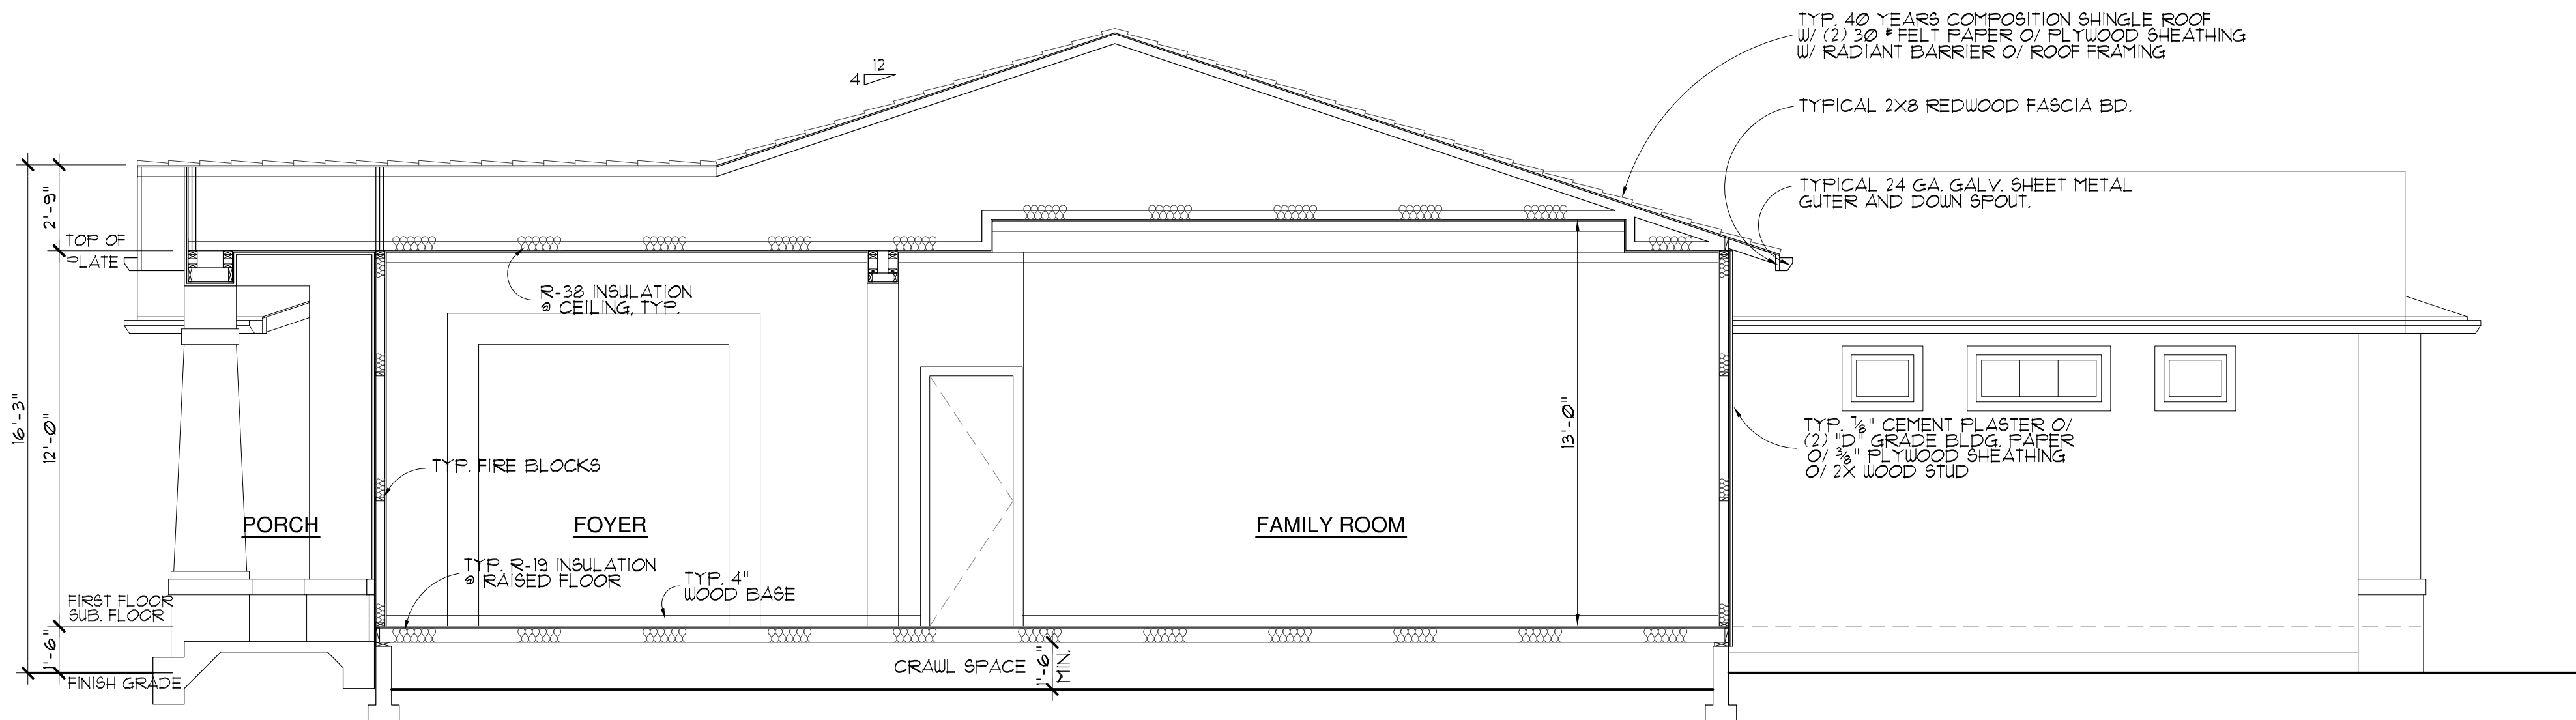 TYP. 40 YEARS COMPOSITION SHINGLE ROOF
W/ (2) 30 # FELT PAPER O/ PLYWOOD SHEATHING
W/ RADIANT BARRIER O/ ROOF FRAMING
12
4
TYPICAL 2X8 REDWOOD FASCIA BD.
TYPICAL 24 GA. GALV. SHEET METAL
GUTER AND DOWN SPOUT.
2'-9"
TOP OF
PLATE
R-38 INSULATION
@ CEILING, TYP.
16'-3"
12'-0"
13'-0"
TYP. 7/8" CEMENT PLASTER O/
(2) "D" GRADE BLDG. PAPER
O/ 3/8" PLYWOOD SHEATHING
O/ 2X WOOD STUD
TYP. FIRE BLOCKS
PORCH
FOYER
FAMILY ROOM
TYP. R-19 INSULATION
@ RAISED FLOOR
TYP. 4"
WOOD BASE
FIRST FLOOR
SUB. FLOOR
1'-6"
CRAWL SPACE
1'-6"
MIN.
FINISH GRADE